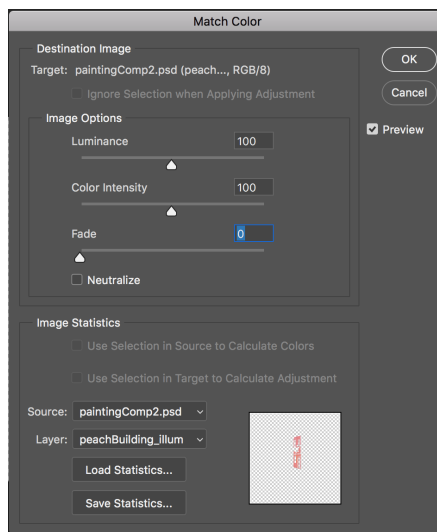 Match Color
Destination Image
Target: paintingComp2.psd (peach..., RGB/8)
Ignore Selection when Applying Adjustment
Image Options
Luminance 100
Color Intensity 100
Fade 0
Neutralize
OK
Cancel
Preview
Image Statistics
Use Selection in Source to Calculate Colors
Use Selection in Target to Calculate Adjustment
Source: paintingComp2.psd
Layer: peachBuilding_illum
Load Statistics...
Save Statistics...